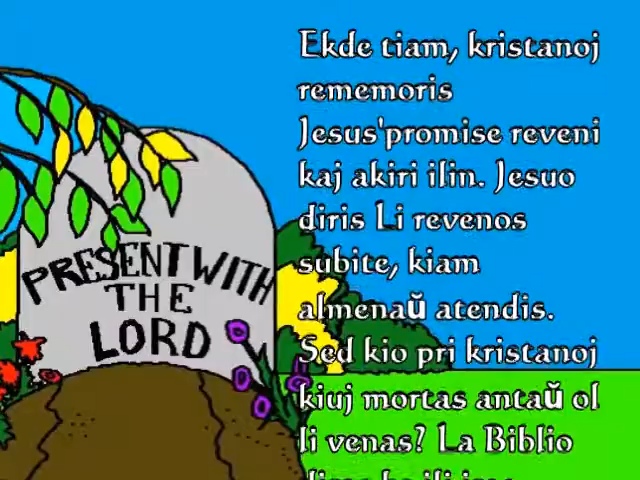 PRESENT WITH
THE
LORD
Ekde tiam, kristanoj
rememoris
Jesus'promise reveni
kaj akiri ilin. Jesuo
diris Li revenos
subite, kiam
almenaŭ atendis.
Sed kio pri kristanoj
kiuj mortas antaŭ ol
li venas? La Biblio